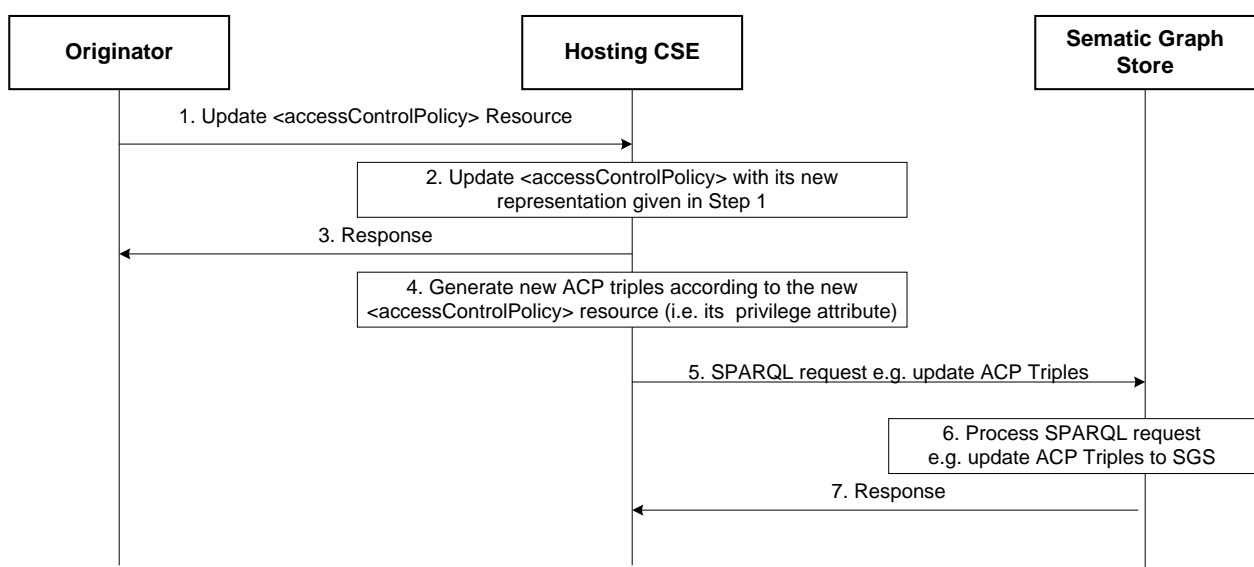 Originator
Hosting CSE
Sematic Graph
Store
1. Update <accessControlPolicy> Resource
2. Update <accessControlPolicy> with its new
representation given in Step 1
3. Response
4. Generate new ACP triples according to the new
<accessControlPolicy> resource (i.e. its privilege attribute)
5. SPARQL request e.g. update ACP Triples
6. Process SPARQL request
e.g. update ACP Triples to SGS
7. Response